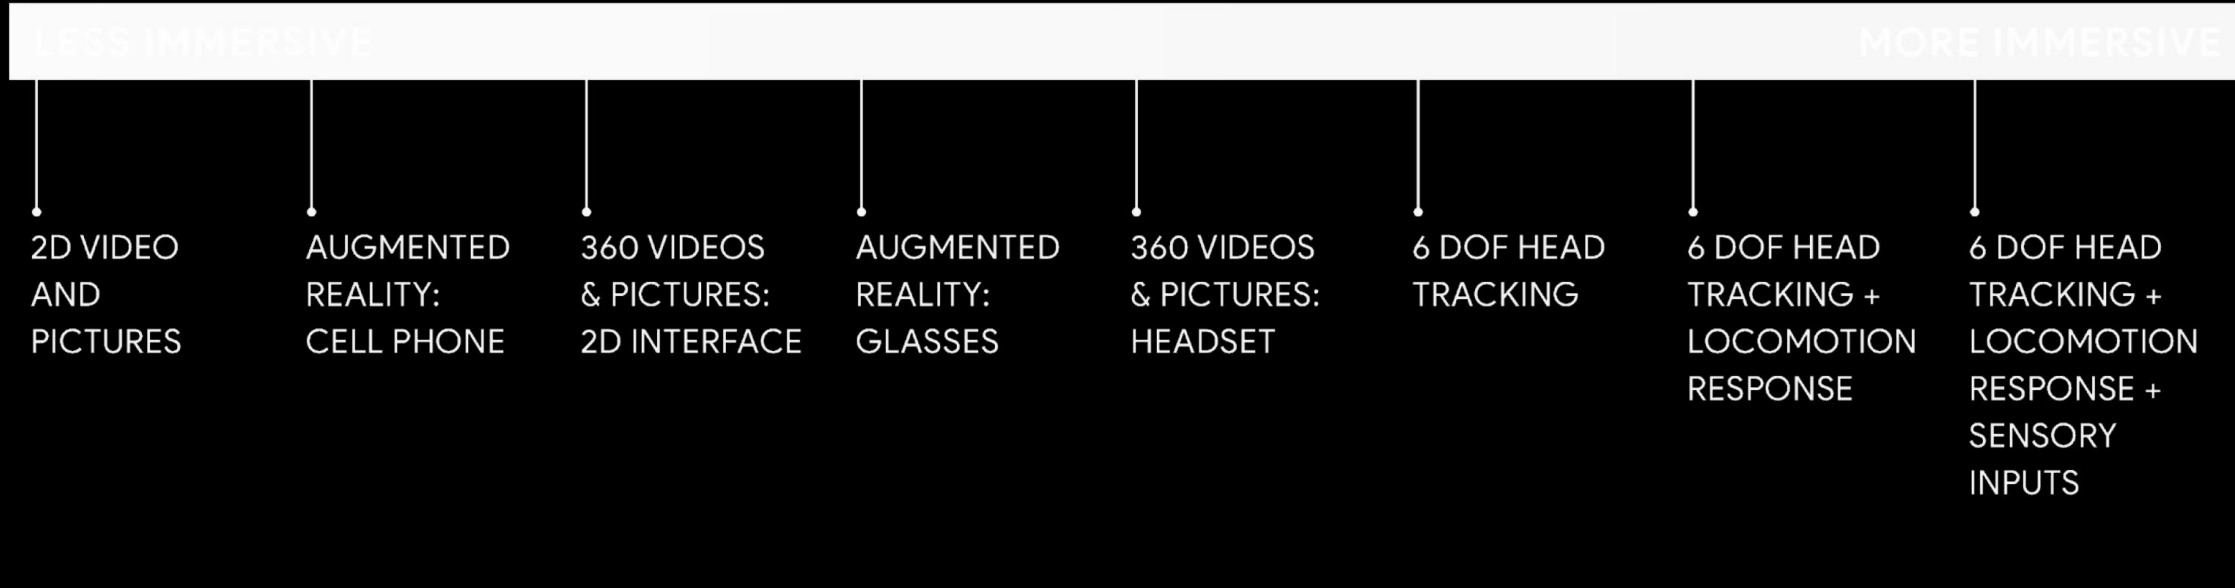 LESS IMMERSIVE
MORE IMMERSIVE
2D VIDEO
AND
PICTURES
AUGMENTED
REALITY:
CELL PHONE
360 VIDEOS
& PICTURES:
2D INTERFACE
AUGMENTED
REALITY:
GLASSES
360 VIDEOS
& PICTURES:
HEADSET
6 DOF HEAD
TRACKING
6 DOF HEAD
TRACKING +
LOCOMOTION
RESPONSE
6 DOF HEAD
TRACKING +
LOCOMOTION
RESPONSE +
SENSORY
INPUTS